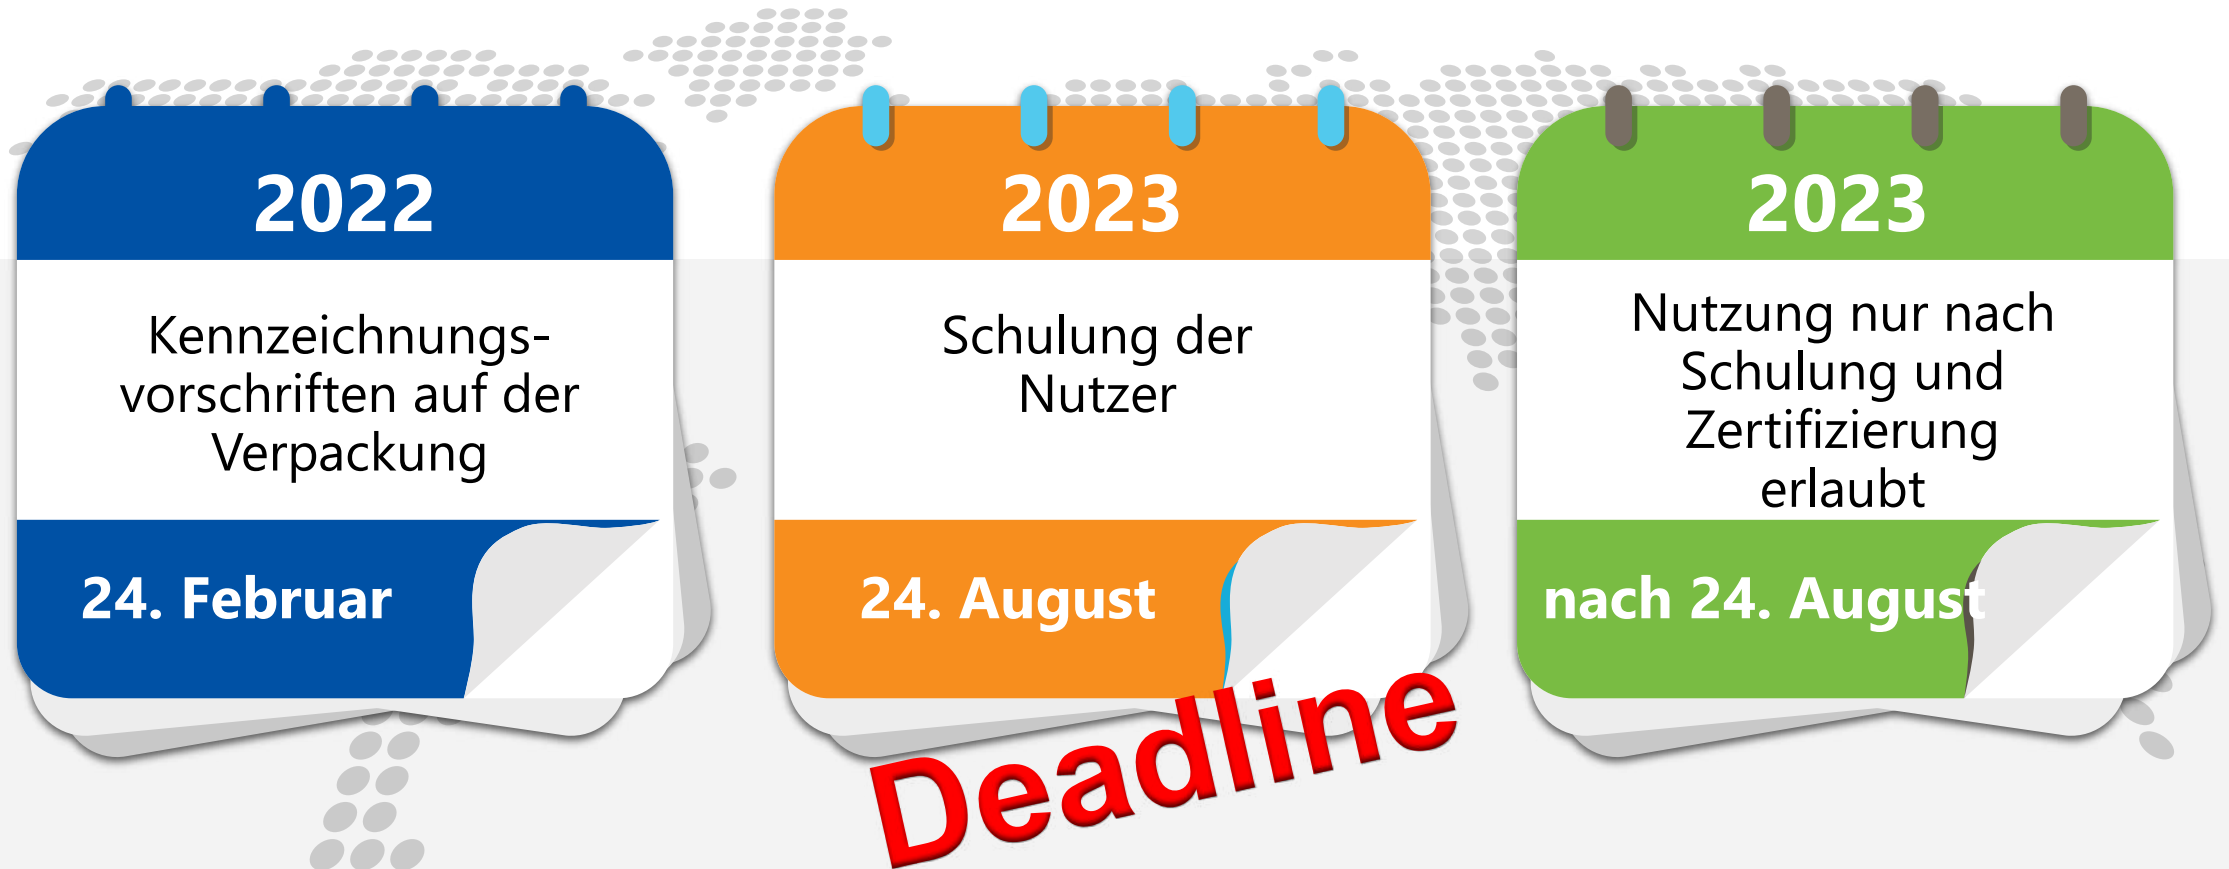 2022
Kennzeichnungs-
vorschriften auf der
Verpackung
24. Februar
2023
Schulung der
Nutzer
24. August
Deadline
2023
Nutzung nur nach
Schulung und
Zertifizierung
erlaubt
nach 24. August